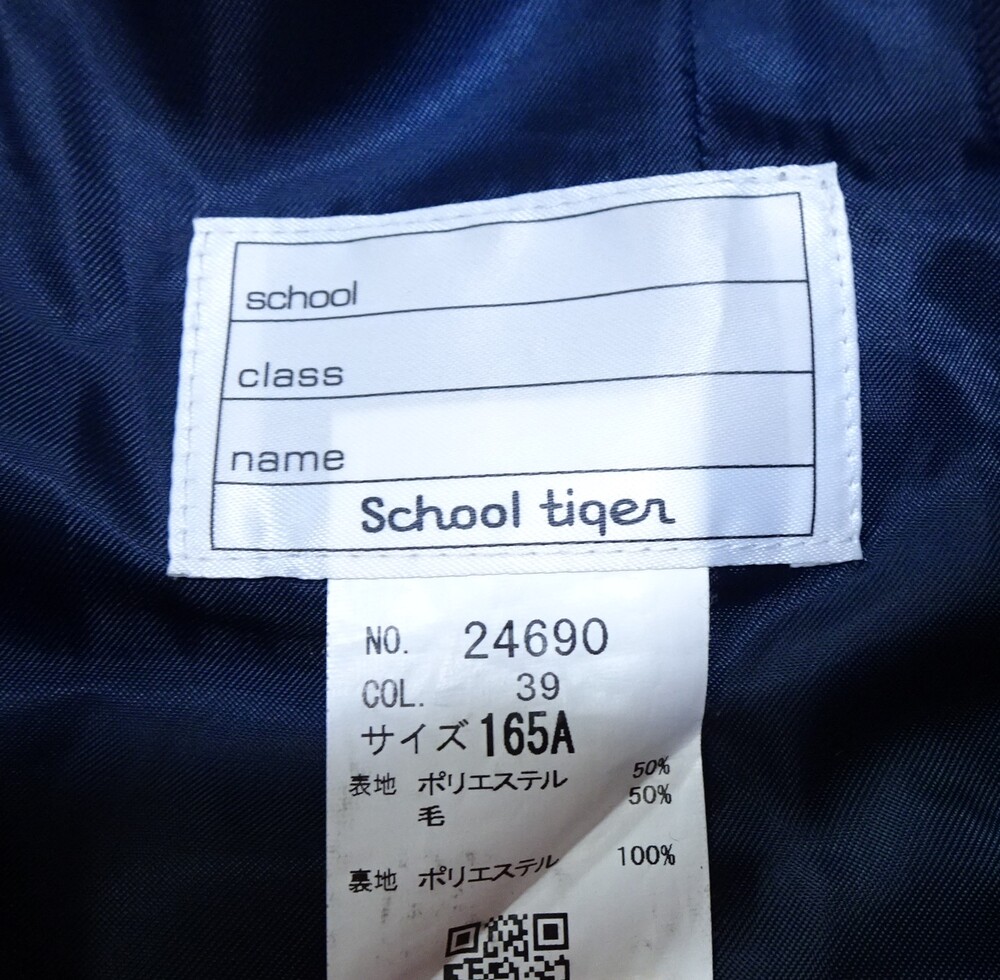 school
class
name
School tiger
NO. 24690
COL. 39
サイズ 165A
表地 ポリエステル 50%
毛 50%
裏地 ポリエステル 100%